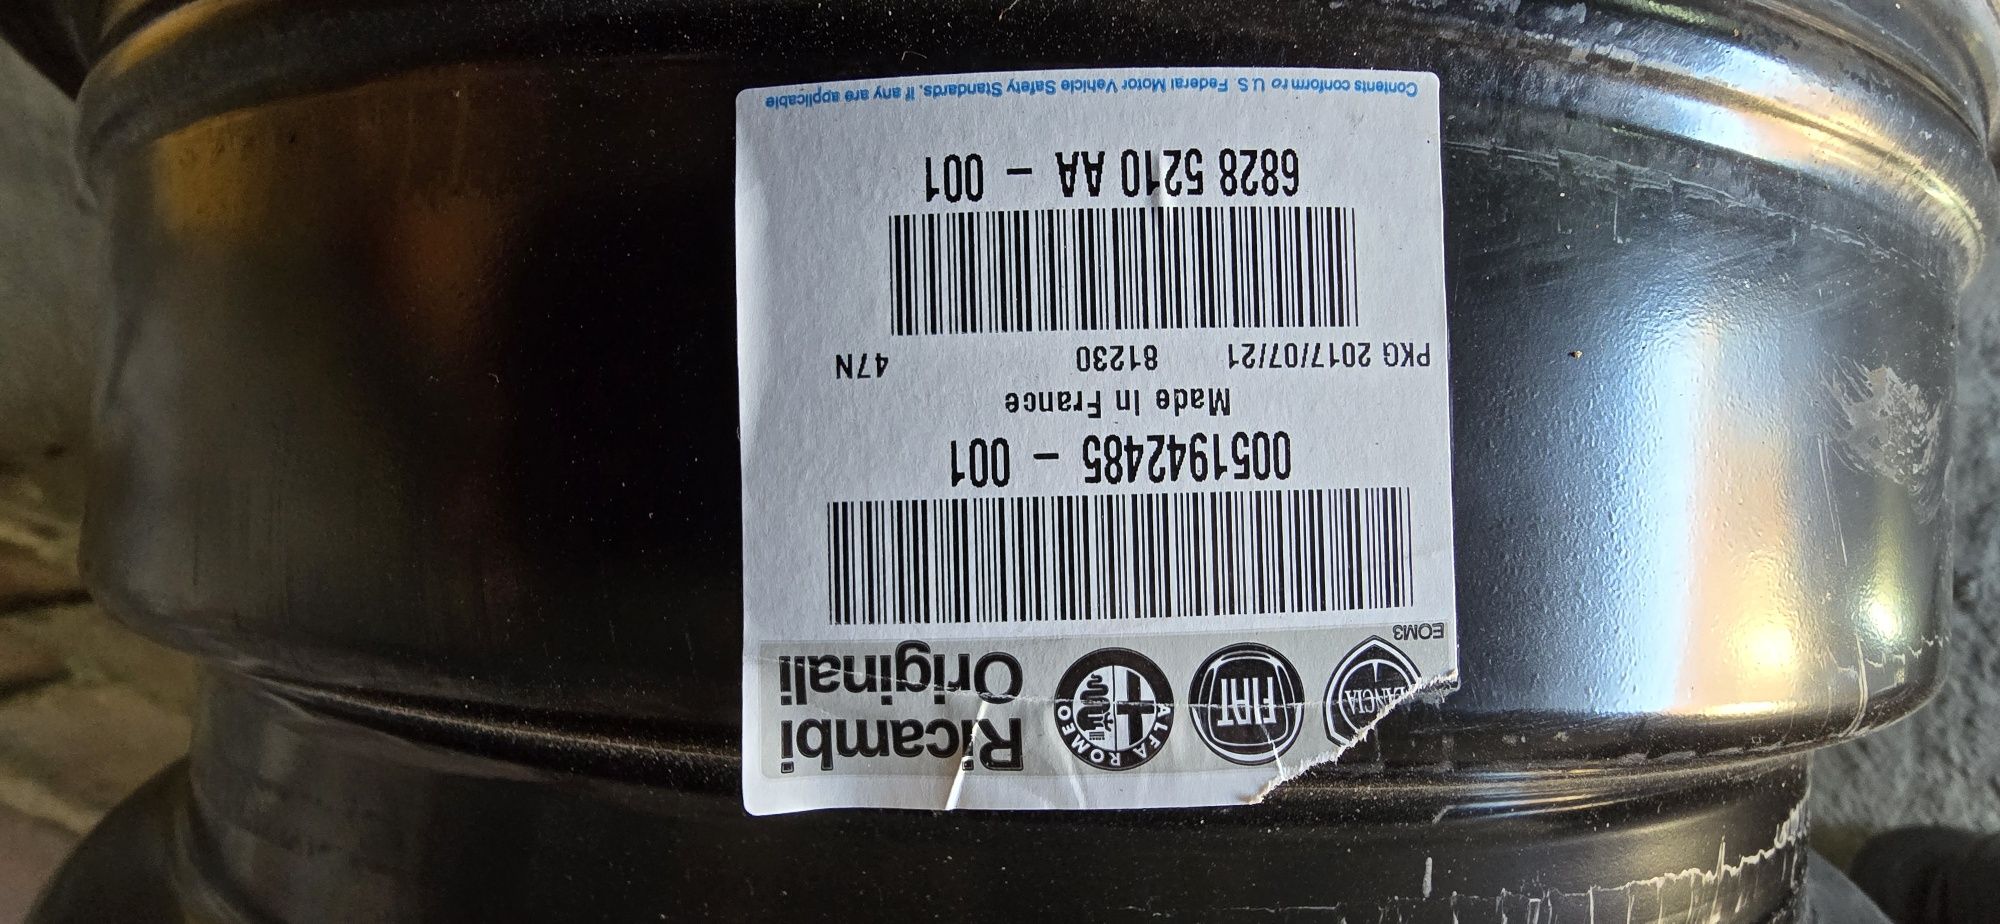 Ricambi
Originali
ALFA ROMEO
FIAT
LANCIA
EOM3
0051942485 - 001
Made In France
PKG 2017/07/21 81230 47N
6828 5210 AA - 001
Contents conform ro U.S. Federal Motor Vehicle Safety Standards, If any are applicable